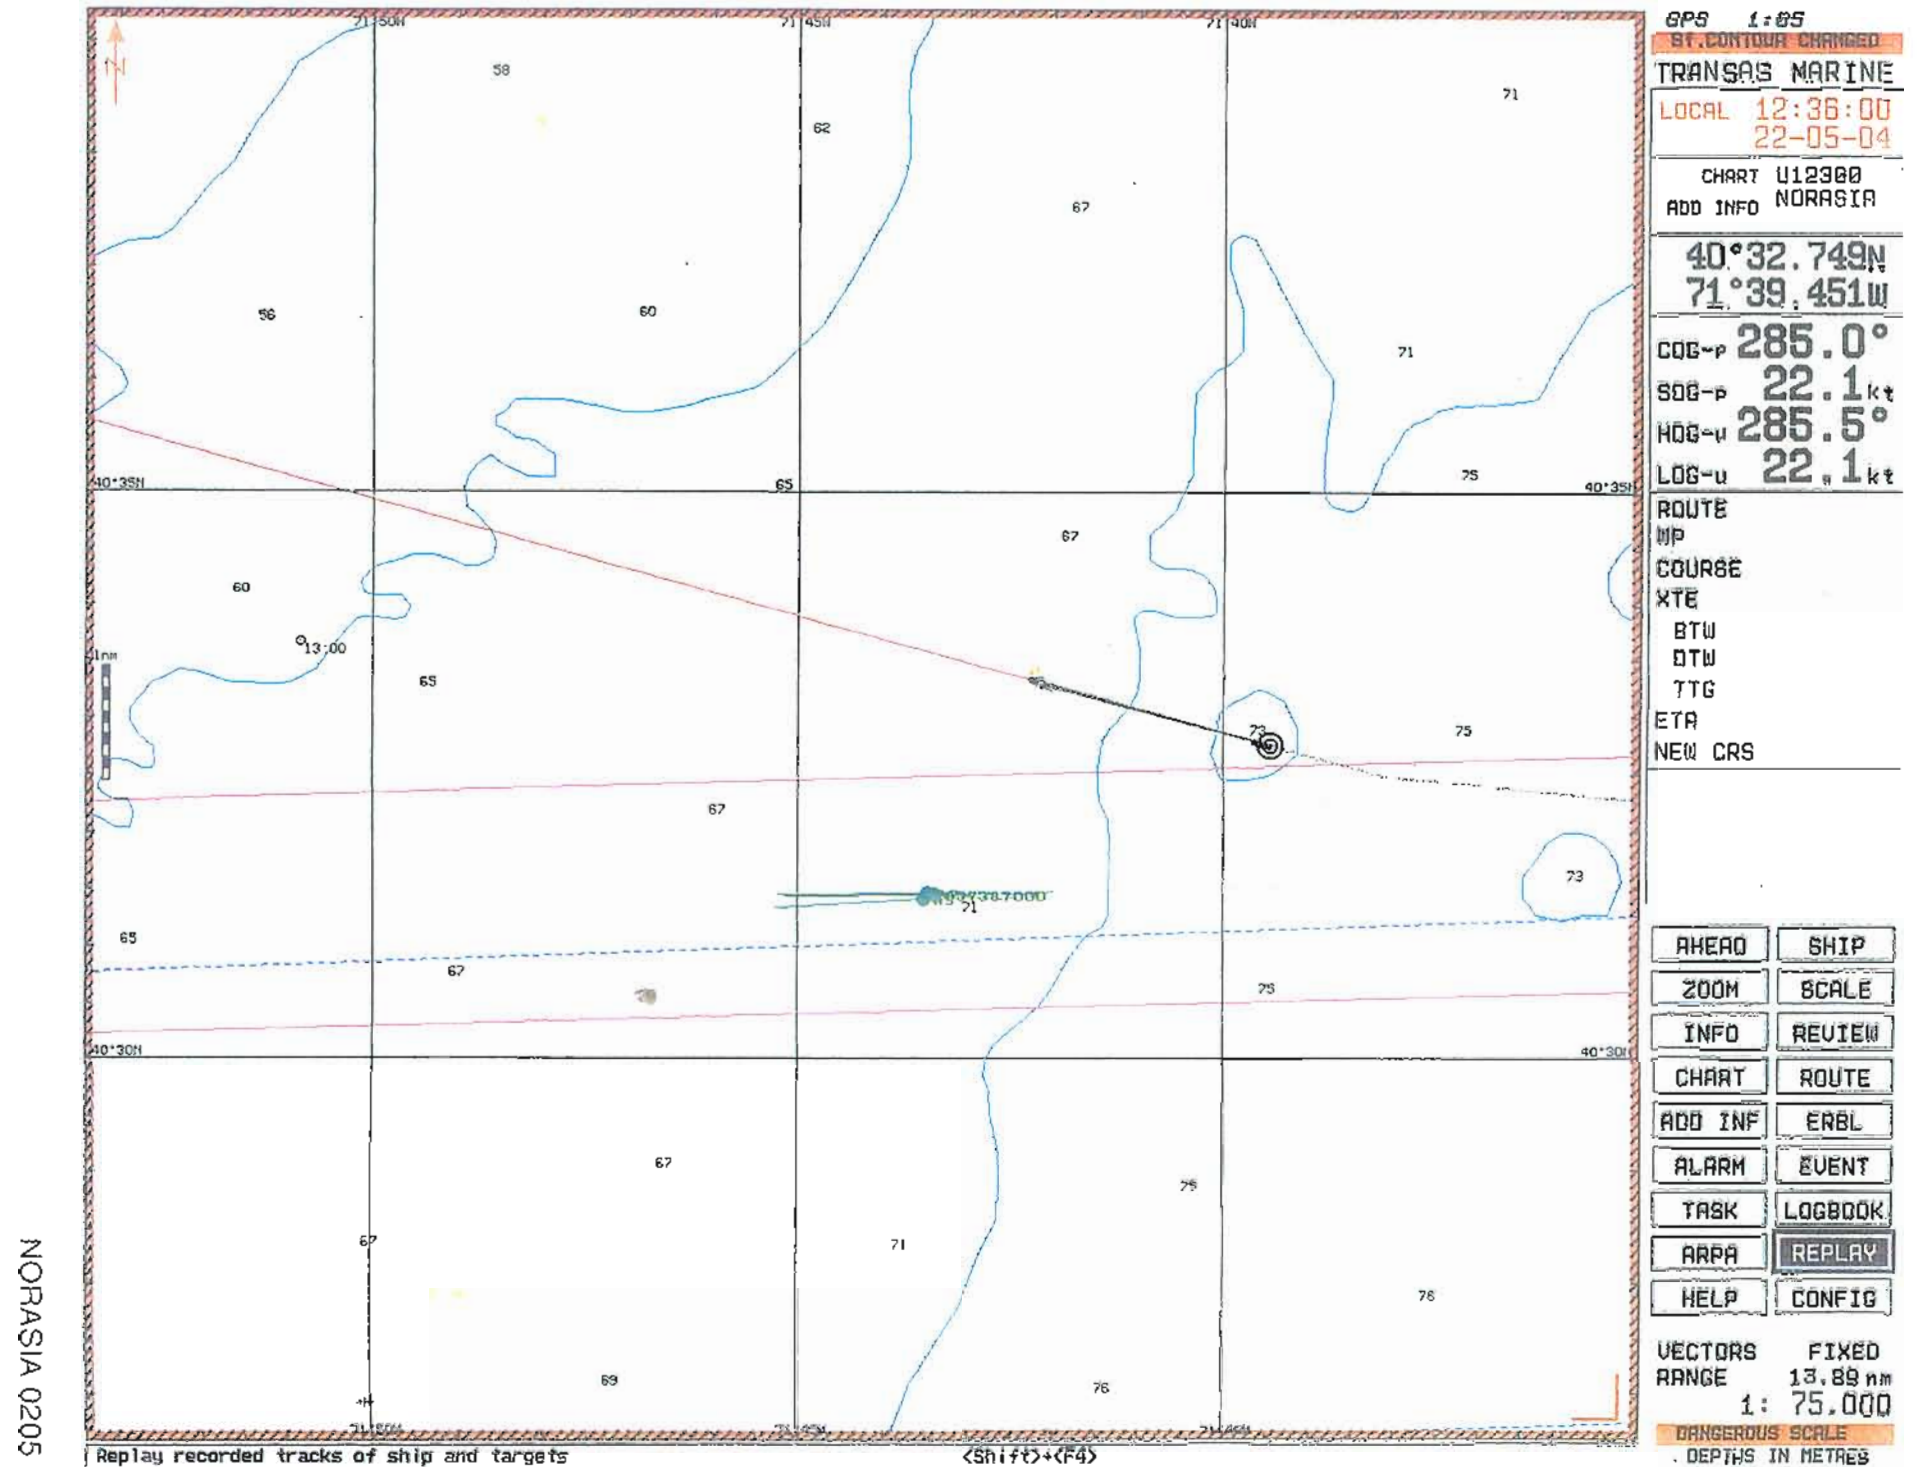 71°50N 71°45N 71°40N
N
58
62
71
67
56
60
71
40°35N
65
75
40°35N
67
60
13:00
1nm
65
73
75
67
73
71
65
67
75
40°30N
40°30N
67
75
67
71
76
69
76
Replay recorded tracks of ship and targets
<Shift>+<F4>
GPS 1:05
ST.CONTOUR CHANGED
TRANSAS MARINE
LOCAL 12:36:00
22-05-04
CHART U12300
ADD INFO NORASIA
40°32.749N
71°39.451W
COG-p 285.0°
SOG-p 22.1kt
HDG-u 285.5°
LOG-u 22.1kt
ROUTE
WP
COURSE
XTE
BTW
DTW
TTG
ETA
NEW CRS
AHEAD SHIP
ZOOM SCALE
INFO REVIEW
CHART ROUTE
ADD INF ERBL
ALARM EVENT
TASK LOGBOOK
ARPA REPLAY
HELP CONFIG
VECTORS FIXED
RANGE 13.89 nm
1: 75.000
DANGEROUS SCALE
DEPTHS IN METRES
NORASIA 0205